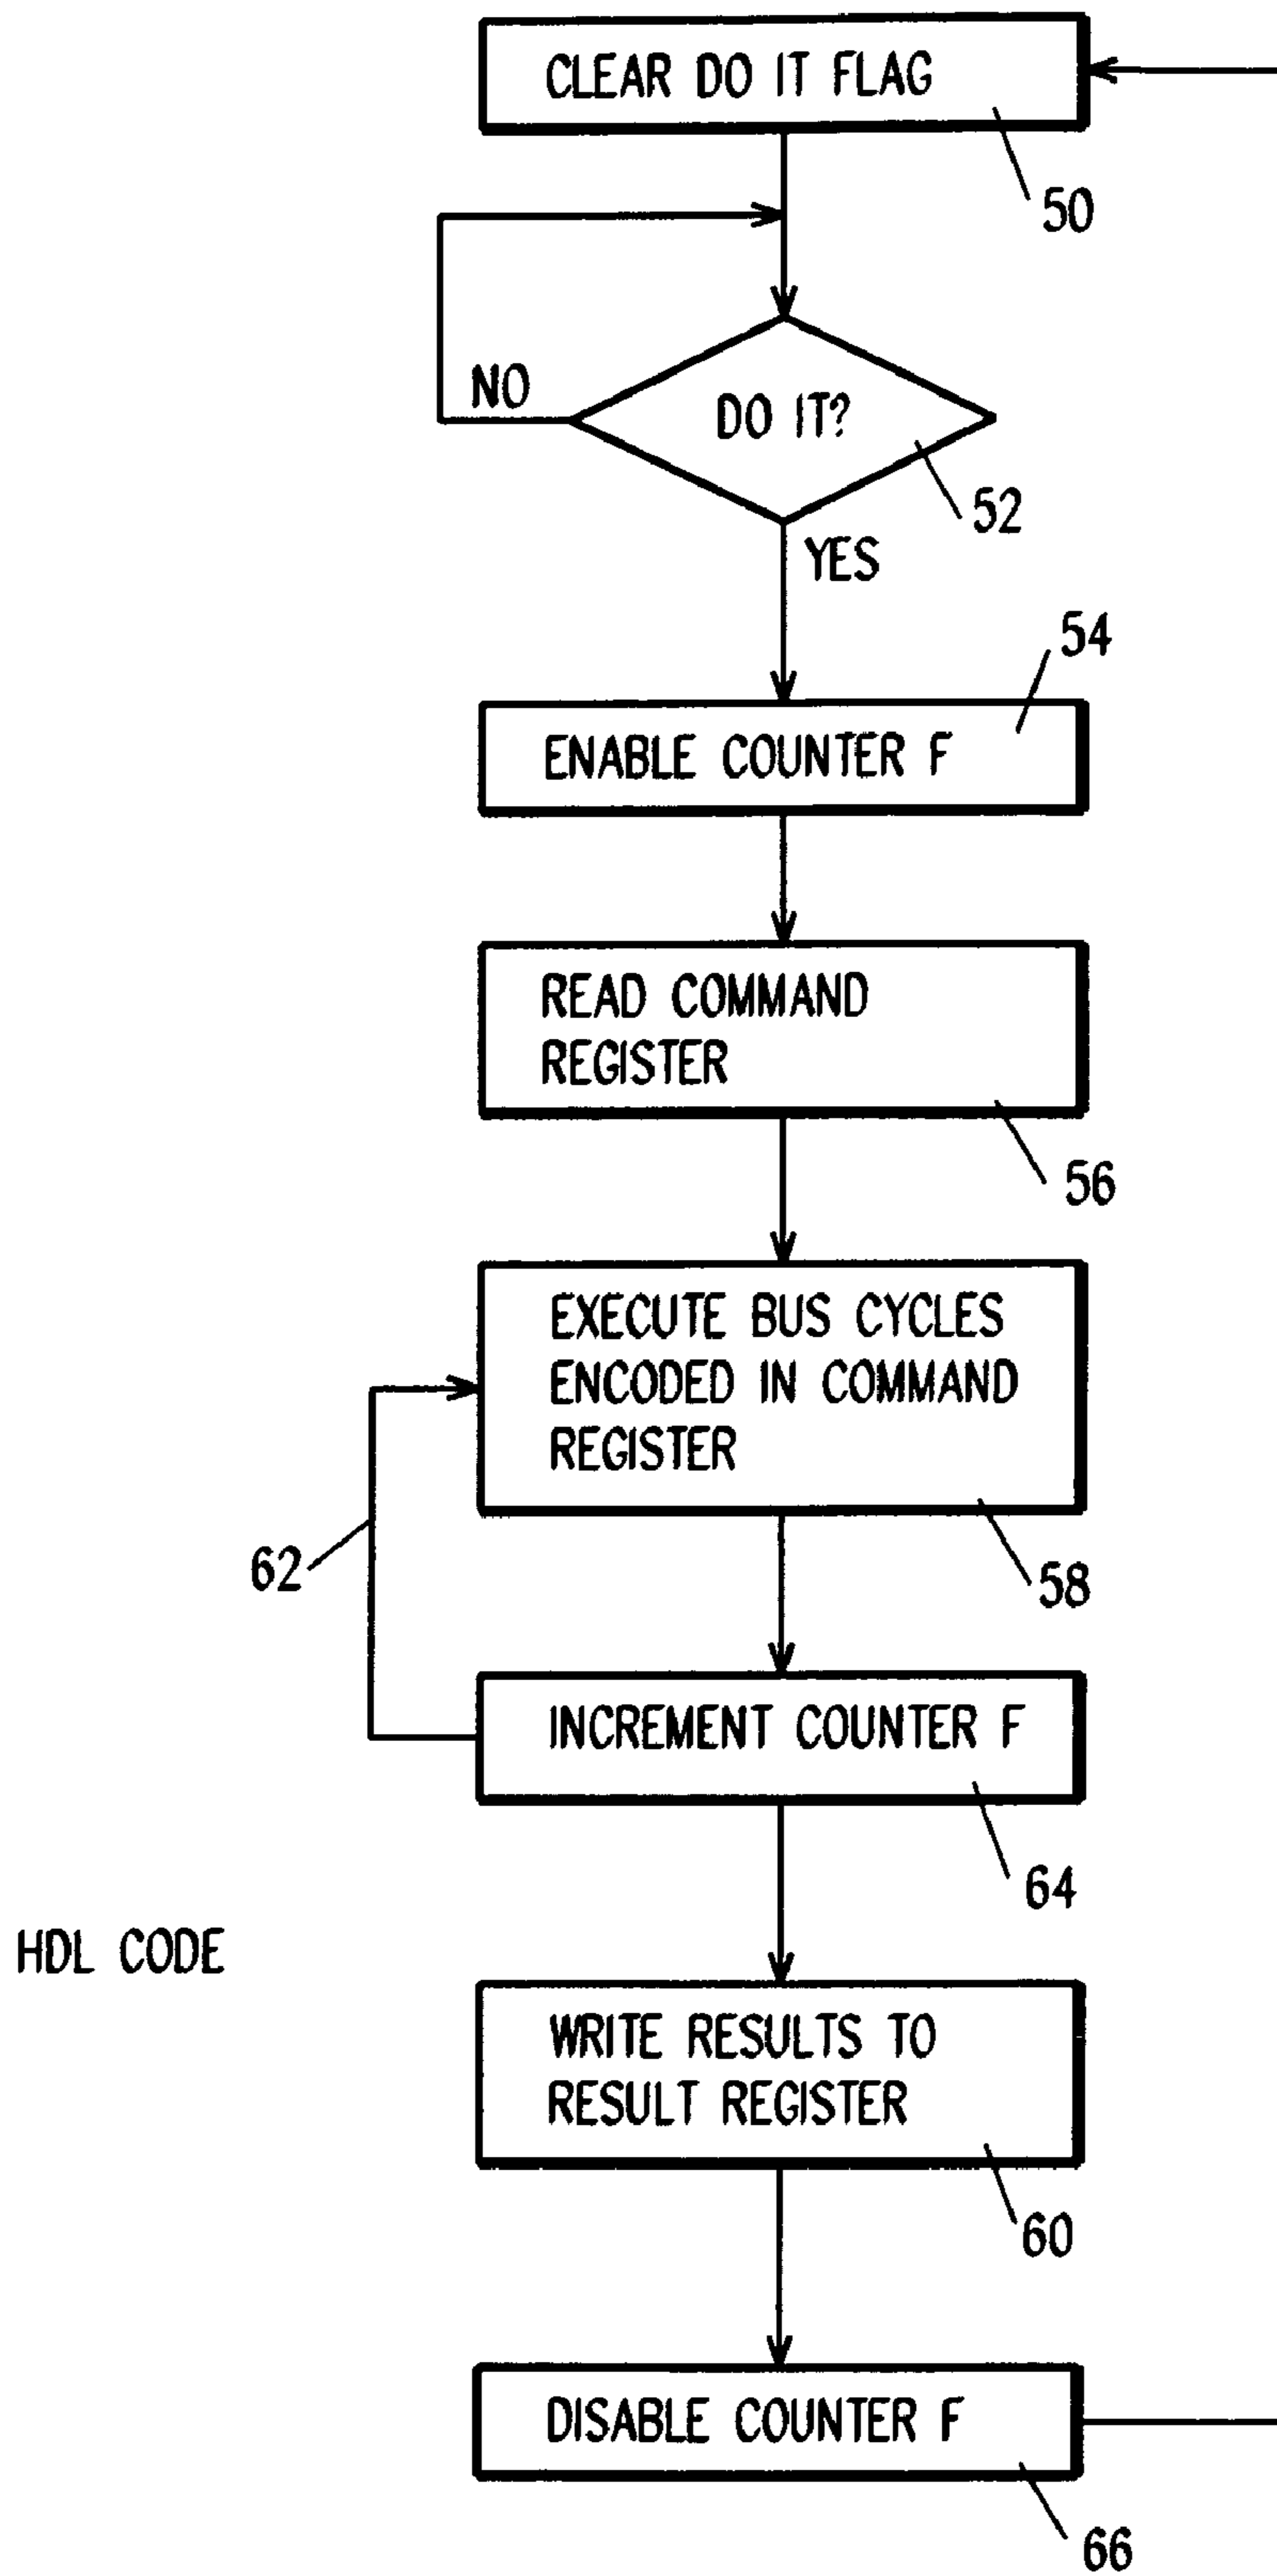 CLEAR DO IT FLAG
50
NO
DO IT?
52
YES
54
ENABLE COUNTER F
READ COMMAND
REGISTER
56
EXECUTE BUS CYCLES
ENCODED IN COMMAND
REGISTER
62
58
INCREMENT COUNTER F
64
HDL CODE
WRITE RESULTS TO
RESULT REGISTER
60
DISABLE COUNTER F
66